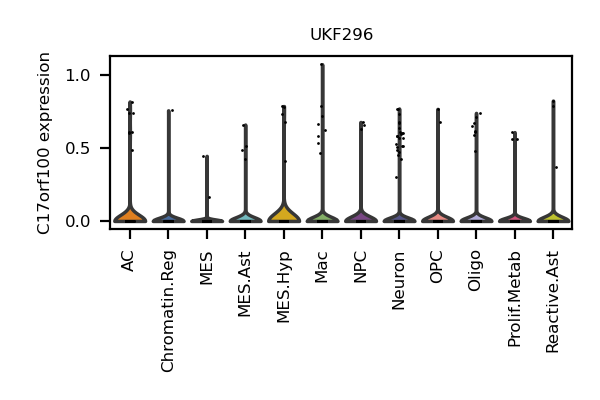 UKF296
C17orf100 expression
1.0
0.5
0.0
AC
Chromatin.Reg
MES
MES.Ast
MES.Hyp
Mac
NPC
Neuron
OPC
Oligo
Prolif.Metab
Reactive.Ast